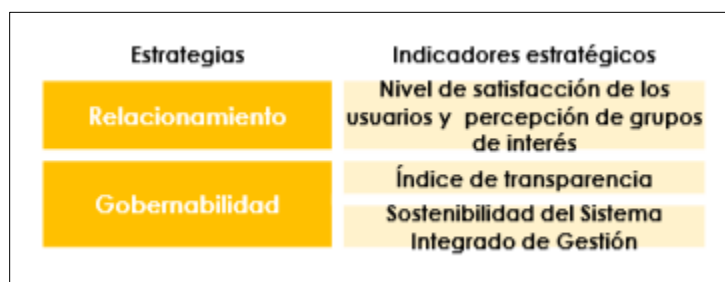 Estrategias
Indicadores estratégicos
Relacionamiento
Nivel de satisfacción de los
usuarios y percepción de grupos
de interés
Gobernabilidad
Índice de transparencia
Sostenibilidad del Sistema
Integrado de Gestión